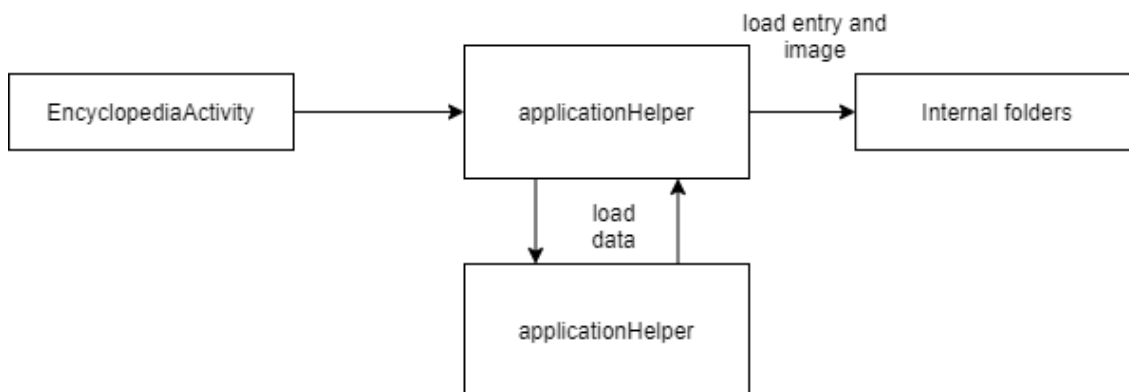 load entry and
image
EncyclopediaActivity
applicationHelper
Internal folders
load
data
applicationHelper